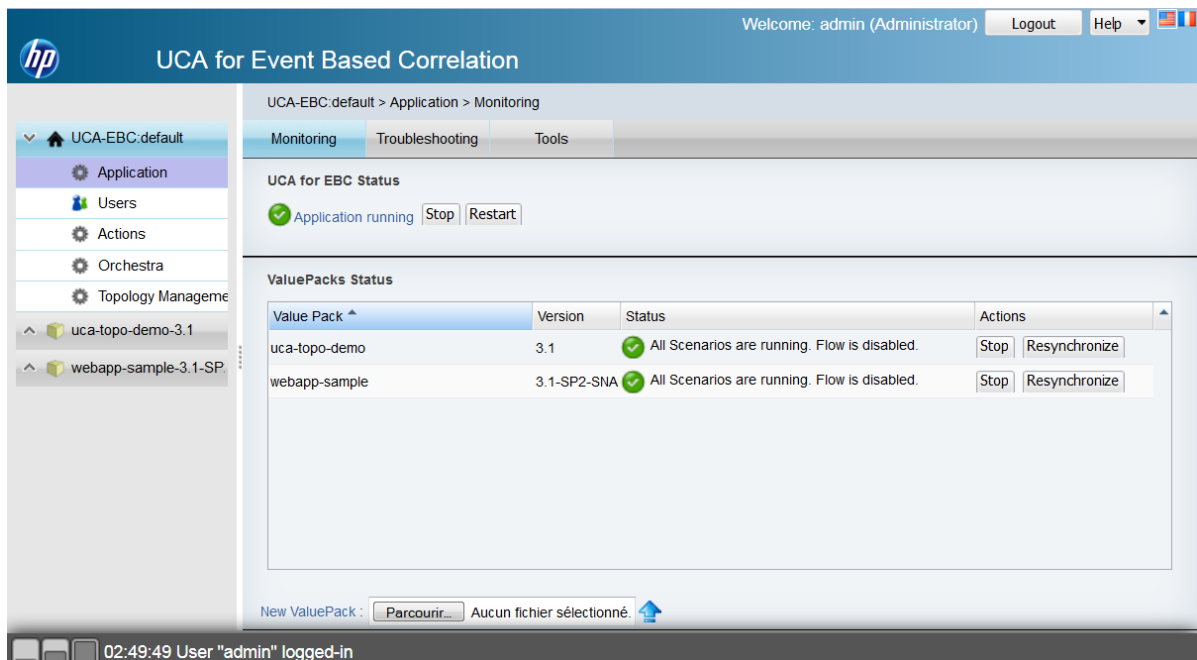 Welcome: admin (Administrator) Logout Help
hp UCA for Event Based Correlation
UCA-EBC:default > Application > Monitoring
UCA-EBC:default
Application
Users
Actions
Orchestra
Topology Manageme
uca-topo-demo-3.1
webapp-sample-3.1-SP.
Monitoring Troubleshooting Tools
UCA for EBC Status
Application running Stop Restart
ValuePacks Status
Value Pack Version Status Actions
uca-topo-demo 3.1 All Scenarios are running. Flow is disabled. Stop Resynchronize
webapp-sample 3.1-SP2-SNA All Scenarios are running. Flow is disabled. Stop Resynchronize
New ValuePack : Parcourir... Aucun fichier sélectionné.
02:49:49 User "admin" logged-in